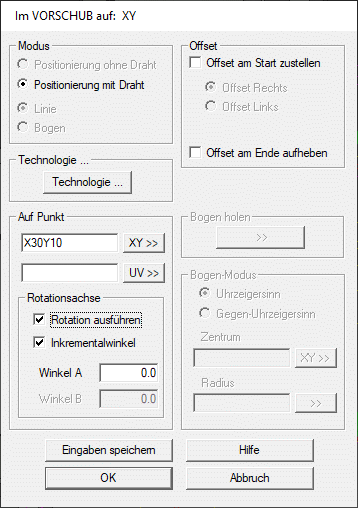 Im VORSCHUB auf: XY
Modus
Positionierung ohne Draht
Positionierung mit Draht
Linie
Bogen
Offset
Offset am Start zustellen
Offset Rechts
Offset Links
Offset am Ende aufheben
Technologie ...
Technologie ...
Auf Punkt
X30Y10
XY >>
UV >>
Rotationsachse
Rotation ausführen
Inkrementalwinkel
Winkel A 0.0
Winkel B 0.0
Bogen holen
>>
Bogen-Modus
Uhrzeigersinn
Gegen-Uhrzeigersinn
Zentrum
XY >>
Radius
>>
Eingaben speichern
Hilfe
OK
Abbruch